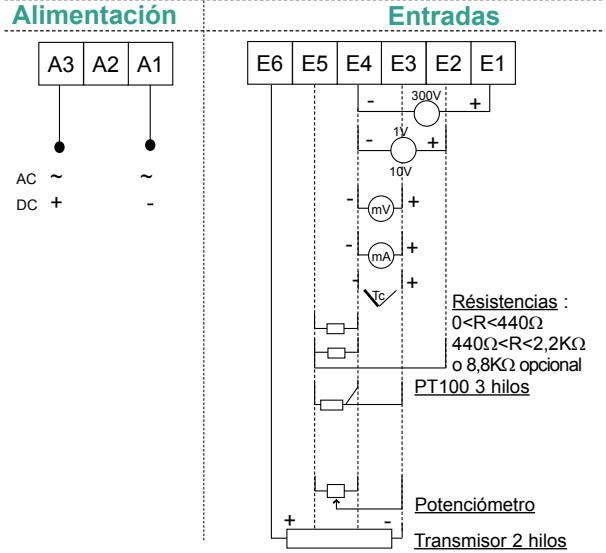 Alimentación
Entradas
A3 A2 A1
E6 E5 E4 E3 E2 E1
- 300V +
1V
- +
10V
AC ~ ~
DC + -
- mV +
- mA +
- Tc +
Résistencias :
0<R<440Ω
440Ω<R<2,2KΩ
o 8,8KΩ opcional
PT100 3 hilos
Potenciómetro
+ -
Transmisor 2 hilos